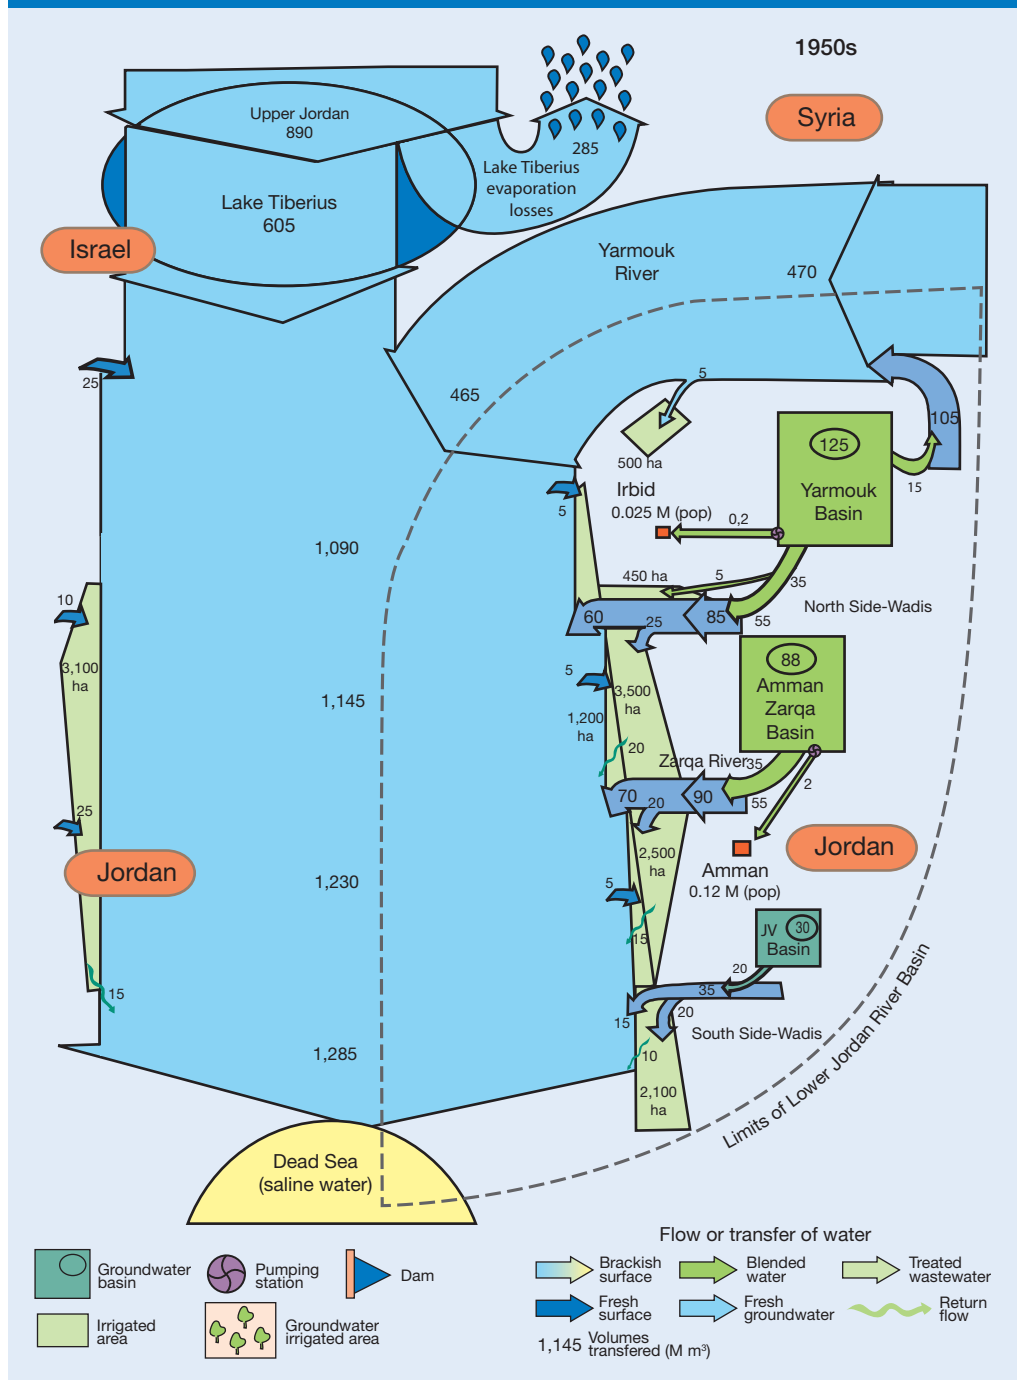 1950s
Syria
Upper Jordan
890
285
Lake Tiberius
evaporation
losses
Lake Tiberius
605
Israel
Yarmouk
River
470
465
25
5
500 ha
105
125
Yarmouk
Basin
15
Irbid
0.025 M (pop)
0,2
5
1,090
450 ha
5
35
North Side-Wadis
10
60
25
85
55
3,100
ha
88
Amman
Zarqa
Basin
5
3,500
ha
1,145
1,200
ha
20
Zarqa River
35
2
70
20
90
55
25
Jordan
Jordan
2,500
ha
Amman
0.12 M (pop)
1,230
5
15
JV
30
Basin
20
35
15
15
20
South Side-Wadis
1,285
10
2,100
ha
Limits of Lower Jordan River Basin
Dead Sea
(saline water)
Groundwater
basin
Pumping
station
Dam
Irrigated
area
Groundwater
irrigated area
Flow or transfer of water
Brackish
surface
Blended
water
Treated
wastewater
Fresh
surface
Fresh
groundwater
Return
flow
1,145 Volumes
transfered (M m³)